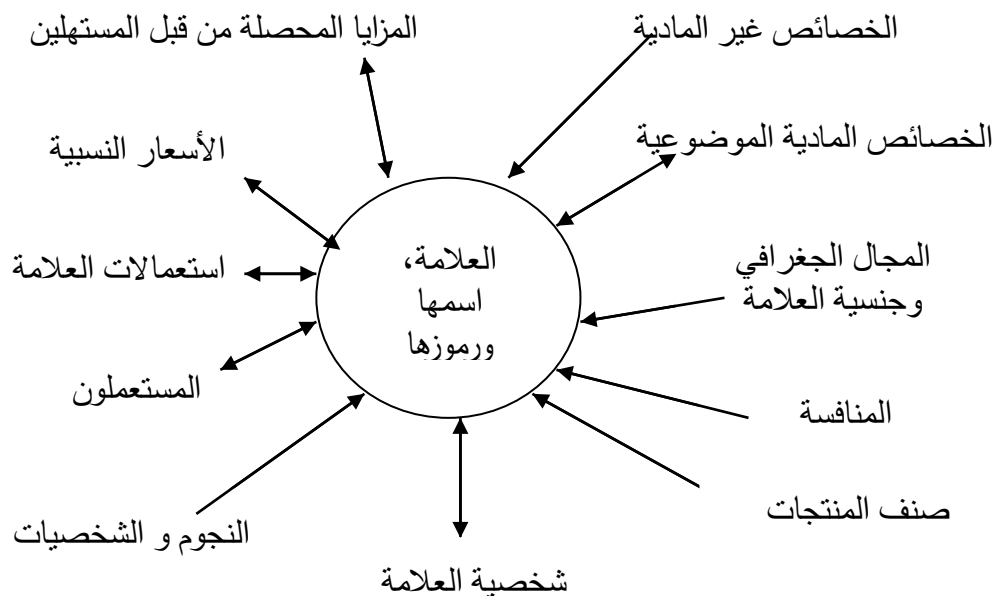 الخصائص غير المادية
المزايا المحصلة من قبل المستهلين
الخصائص المادية الموضوعية
الأسعار النسبية
العلامة،
اسمها
ورموزها
المجال الجغرافي
وجنسية العلامة
استعمالات العلامة
المستعملون
المنافسة
صنف المنتجات
النجوم و الشخصيات
شخصية العلامة